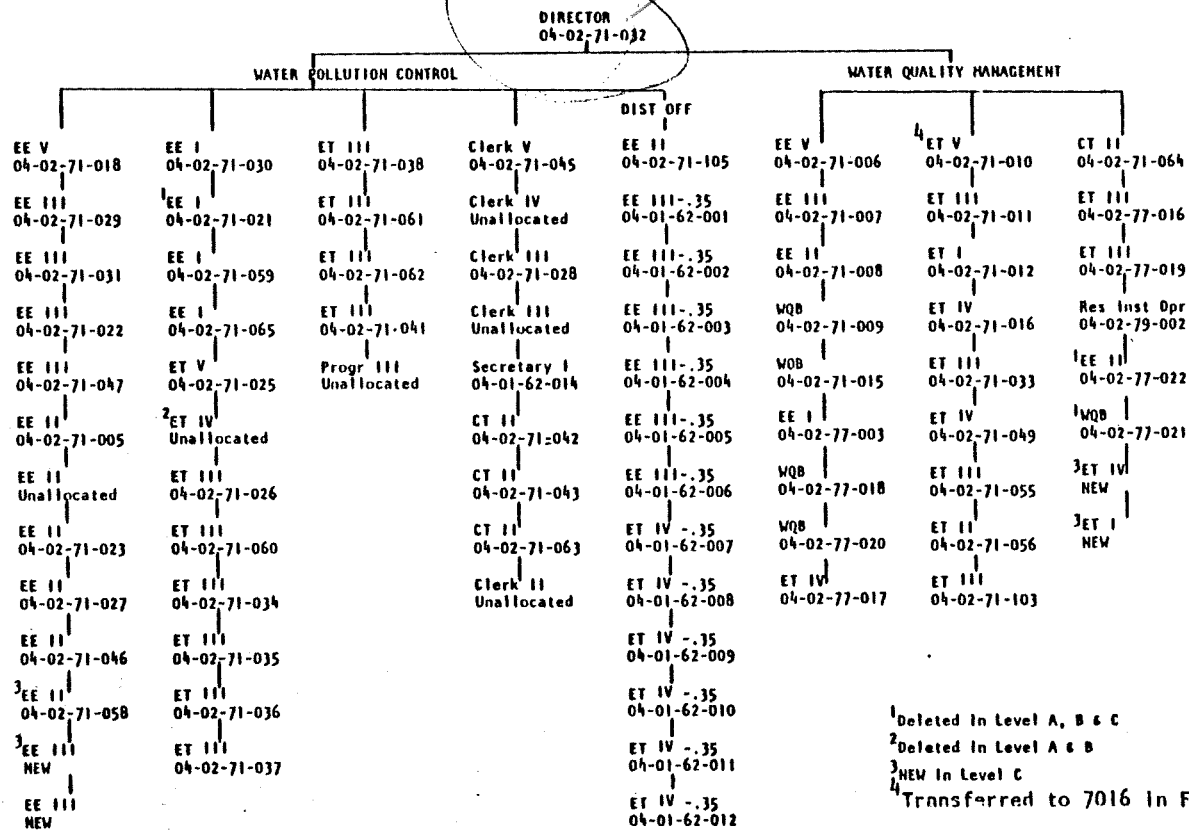 DIRECTOR
04-02-71-032
WATER POLLUTION CONTROL
WATER QUALITY MANAGEMENT
DIST OFF
EE V
04-02-71-018
EE III
04-02-71-029
EE III
04-02-71-031
EE III
04-02-71-022
EE III
04-02-71-047
EE II
04-02-71-005
EE II
Unallocated
EE II
04-02-71-023
EE II
04-02-71-027
EE II
04-02-71-046
3EE II
04-02-71-058
3EE III
NEW
EE III
NEW
EE I
04-02-71-030
1EE I
04-02-71-021
EE I
04-02-71-059
EE I
04-02-71-065
ET V
04-02-71-025
2ET IV
Unallocated
ET III
04-02-71-026
ET III
04-02-71-060
ET III
04-02-71-034
ET III
04-02-71-035
ET III
04-02-71-036
ET III
04-02-71-037
ET III
04-02-71-038
ET III
04-02-71-061
ET III
04-02-71-062
ET III
04-02-71-041
Progr III
Unallocated
Clerk V
04-02-71-045
Clerk IV
Unallocated
Clerk III
04-02-71-028
Clerk III
Unallocated
Secretary I
04-01-62-014
CT II
04-02-71-042
CT II
04-02-71-043
CT II
04-02-71-063
Clerk II
Unallocated
EE II
04-02-71-105
EE III-.35
04-01-62-001
EE III-.35
04-01-62-002
EE III-.35
04-01-62-003
EE III-.35
04-01-62-004
EE III-.35
04-01-62-005
EE III-.35
04-01-62-006
ET IV -.35
04-01-62-007
ET IV -.35
04-01-62-008
ET IV -.35
04-01-62-009
ET IV -.35
04-01-62-010
ET IV -.35
04-01-62-011
ET IV -.35
04-01-62-012
EE V
04-02-71-006
EE III
04-02-71-007
EE II
04-02-71-008
WQB
04-02-71-009
WQB
04-02-71-015
EE I
04-02-77-003
WQB
04-02-77-018
WQB
04-02-77-020
ET IV
04-02-77-017
4ET V
04-02-71-010
ET III
04-02-71-011
ET I
04-02-71-012
ET IV
04-02-71-016
ET III
04-02-71-033
ET IV
04-02-71-049
ET III
04-02-71-055
ET II
04-02-71-056
ET III
04-02-71-103
CT II
04-02-71-064
ET III
04-02-77-016
ET III
04-02-77-019
Res Inst Opr
04-02-79-002
1EE II
04-02-77-022
1WQB
04-02-77-021
3ET IV
NEW
3ET I
NEW
1Deleted in Level A, B & C
2Deleted in Level A & B
3NEW in Level C
4Transferred to 7016 in F